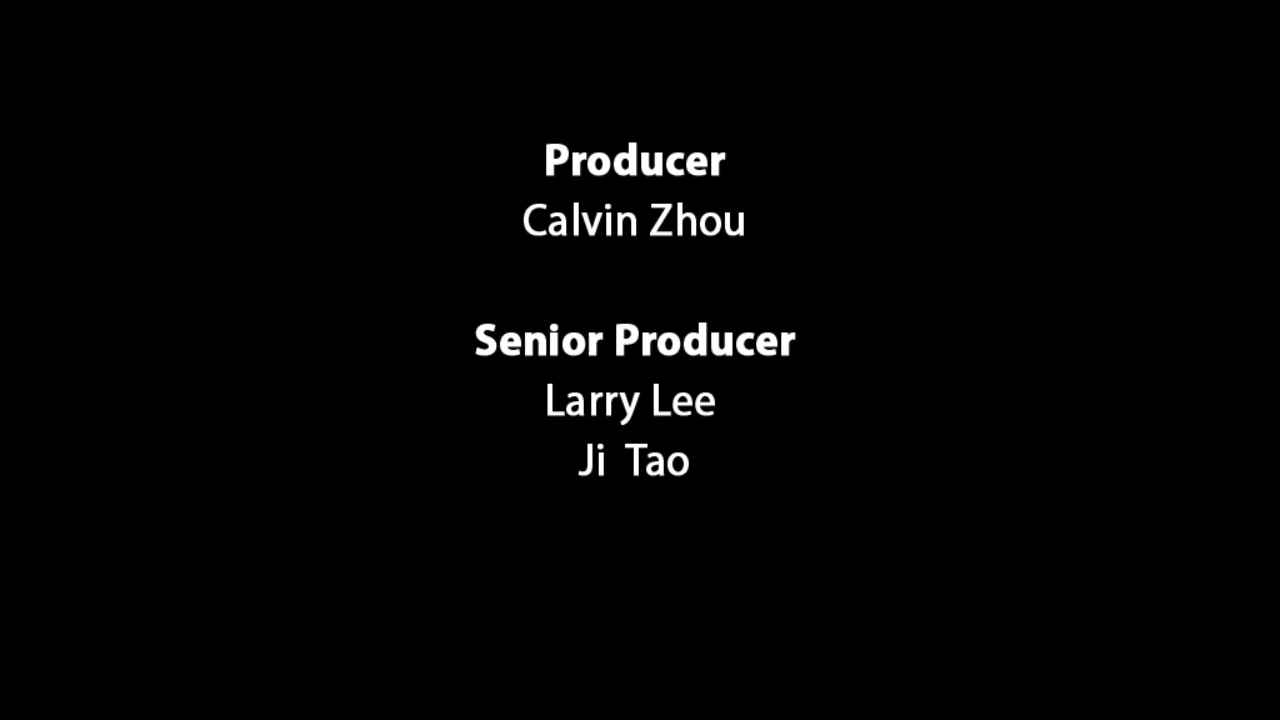 Producer
Calvin Zhou
Senior Producer
Larry Lee
Ji Tao